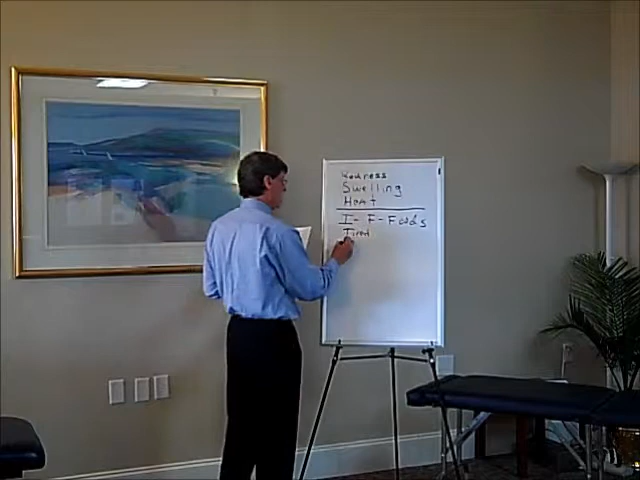 Redness
Swelling
Heat
I - F - Foods
Tired